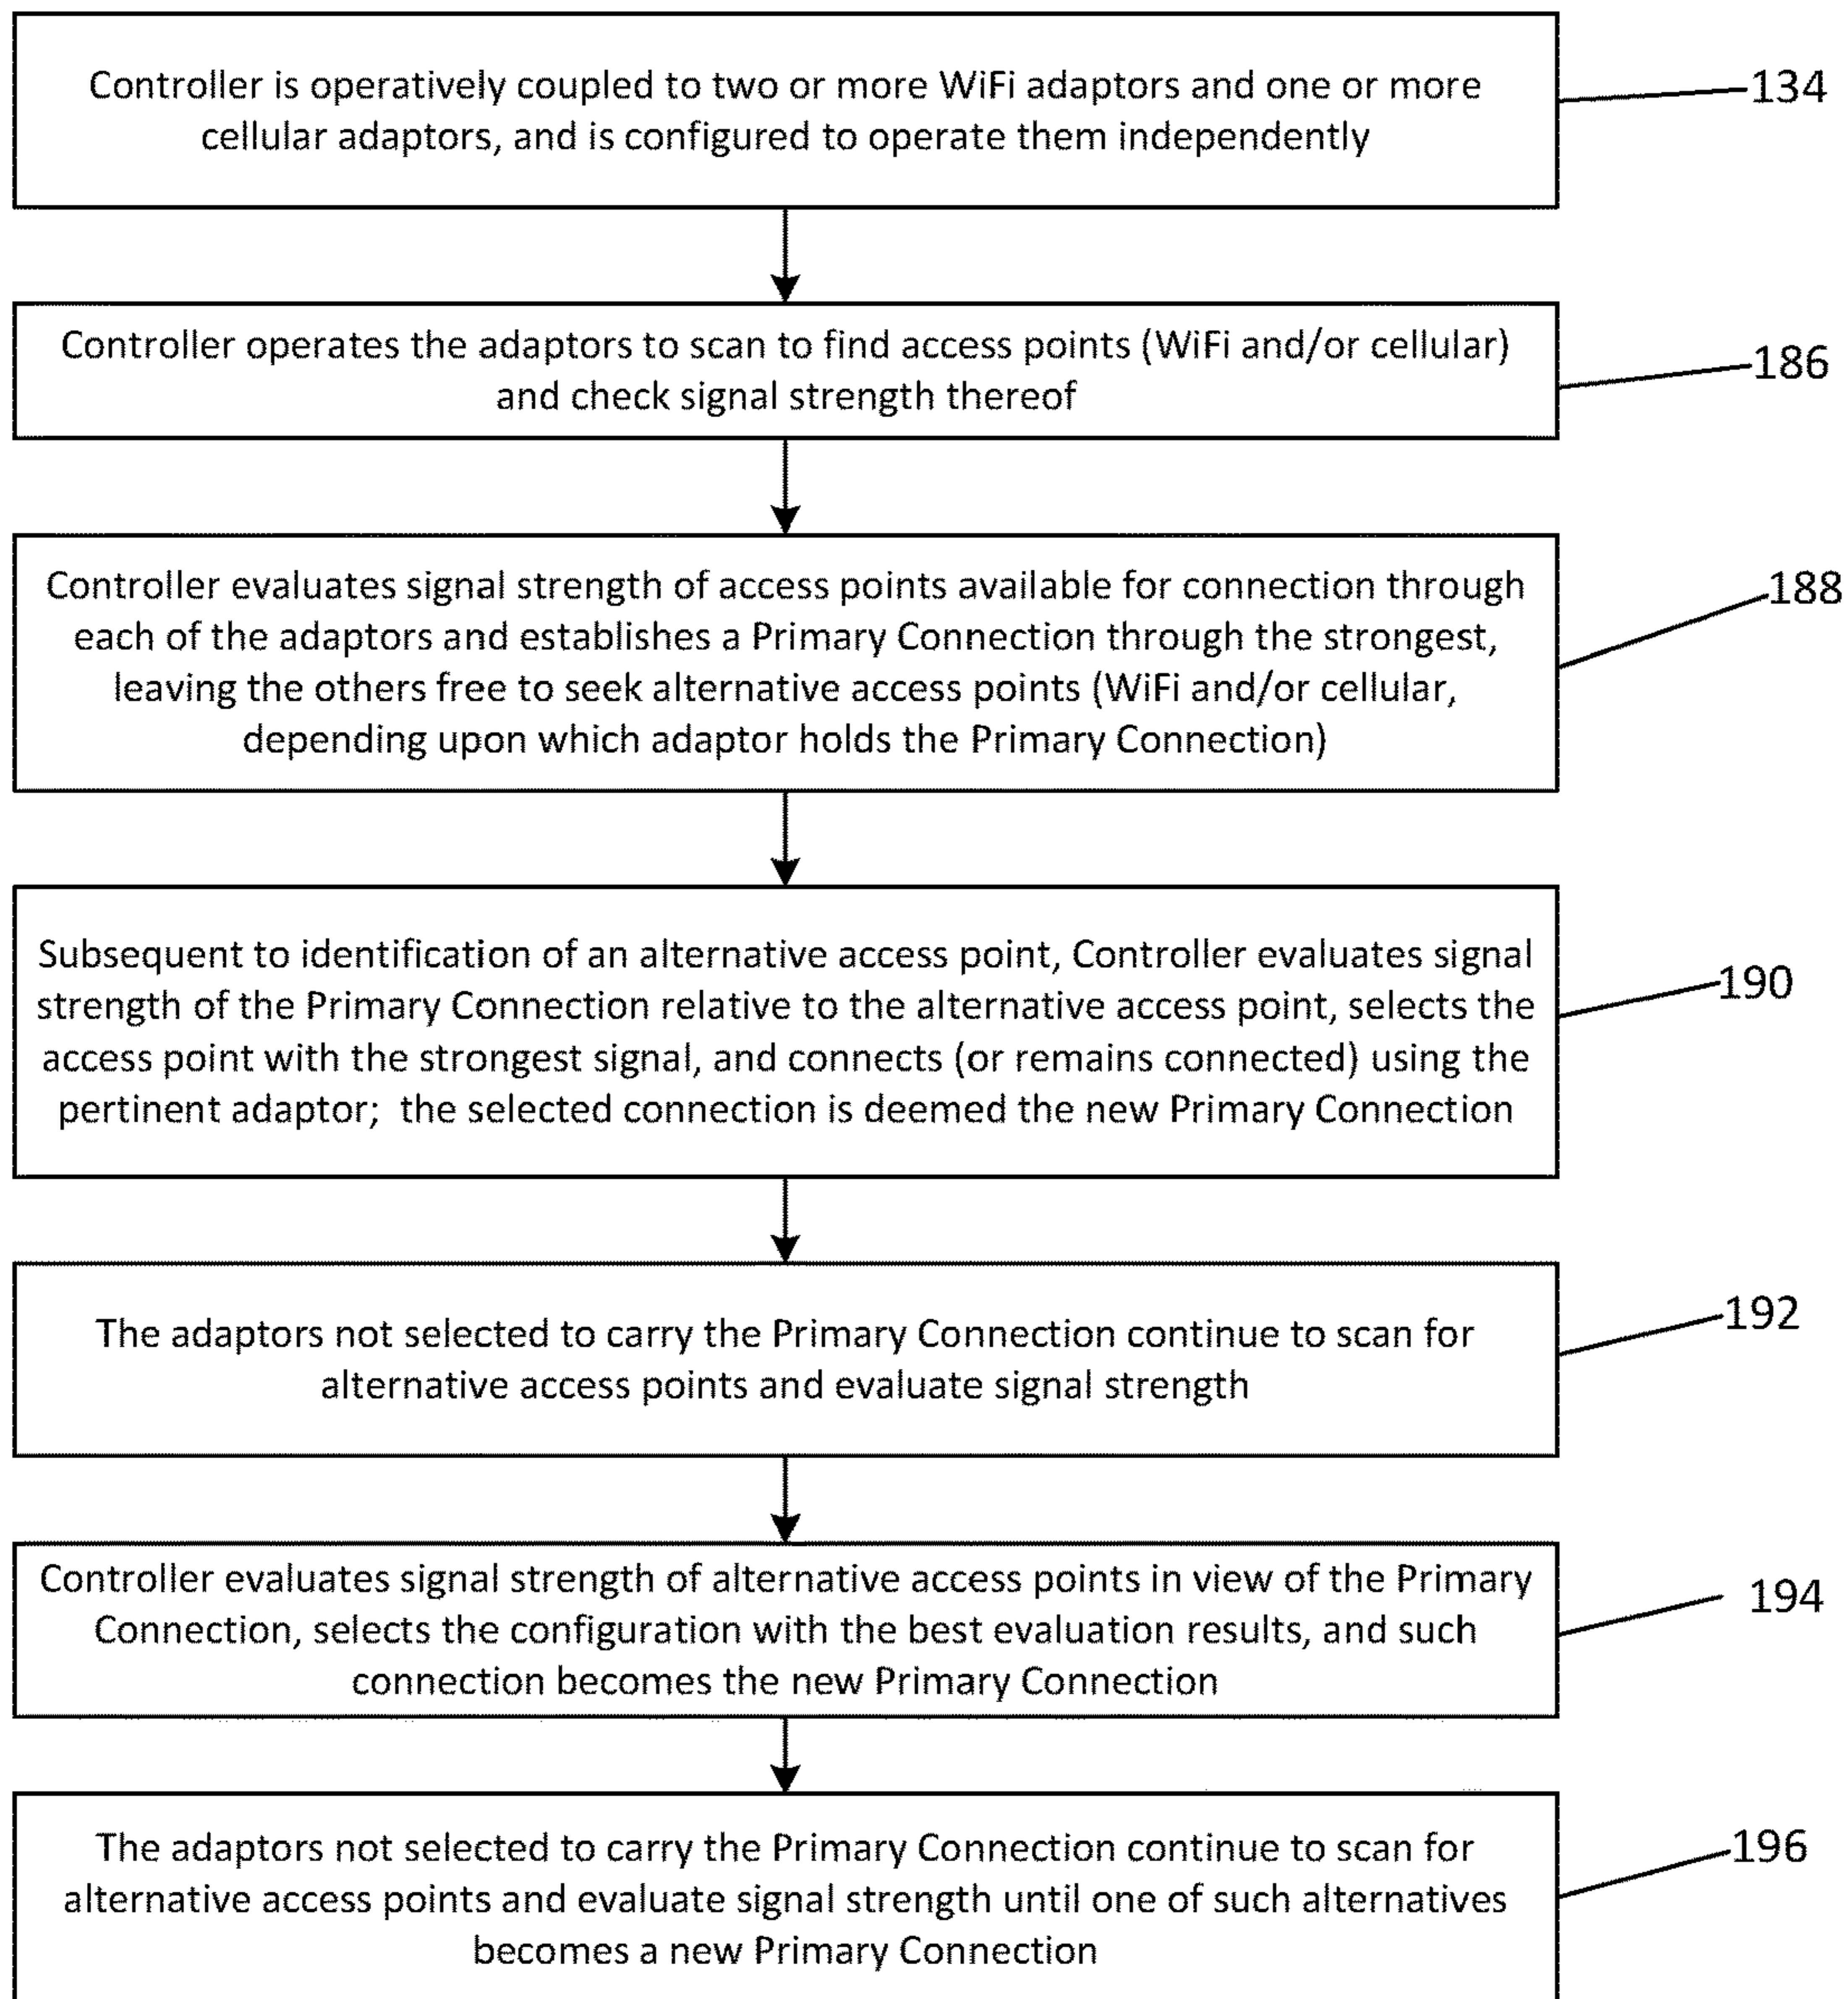 Controller is operatively coupled to two or more WiFi adaptors and one or more
cellular adaptors, and is configured to operate them independently
134
Controller operates the adaptors to scan to find access points (WiFi and/or cellular)
and check signal strength thereof
186
Controller evaluates signal strength of access points available for connection through
each of the adaptors and establishes a Primary Connection through the strongest,
leaving the others free to seek alternative access points (WiFi and/or cellular,
depending upon which adaptor holds the Primary Connection)
188
Subsequent to identification of an alternative access point, Controller evaluates signal
strength of the Primary Connection relative to the alternative access point, selects the
access point with the strongest signal, and connects (or remains connected) using the
pertinent adaptor; the selected connection is deemed the new Primary Connection
190
The adaptors not selected to carry the Primary Connection continue to scan for
alternative access points and evaluate signal strength
192
Controller evaluates signal strength of alternative access points in view of the Primary
Connection, selects the configuration with the best evaluation results, and such
connection becomes the new Primary Connection
194
The adaptors not selected to carry the Primary Connection continue to scan for
alternative access points and evaluate signal strength until one of such alternatives
becomes a new Primary Connection
196